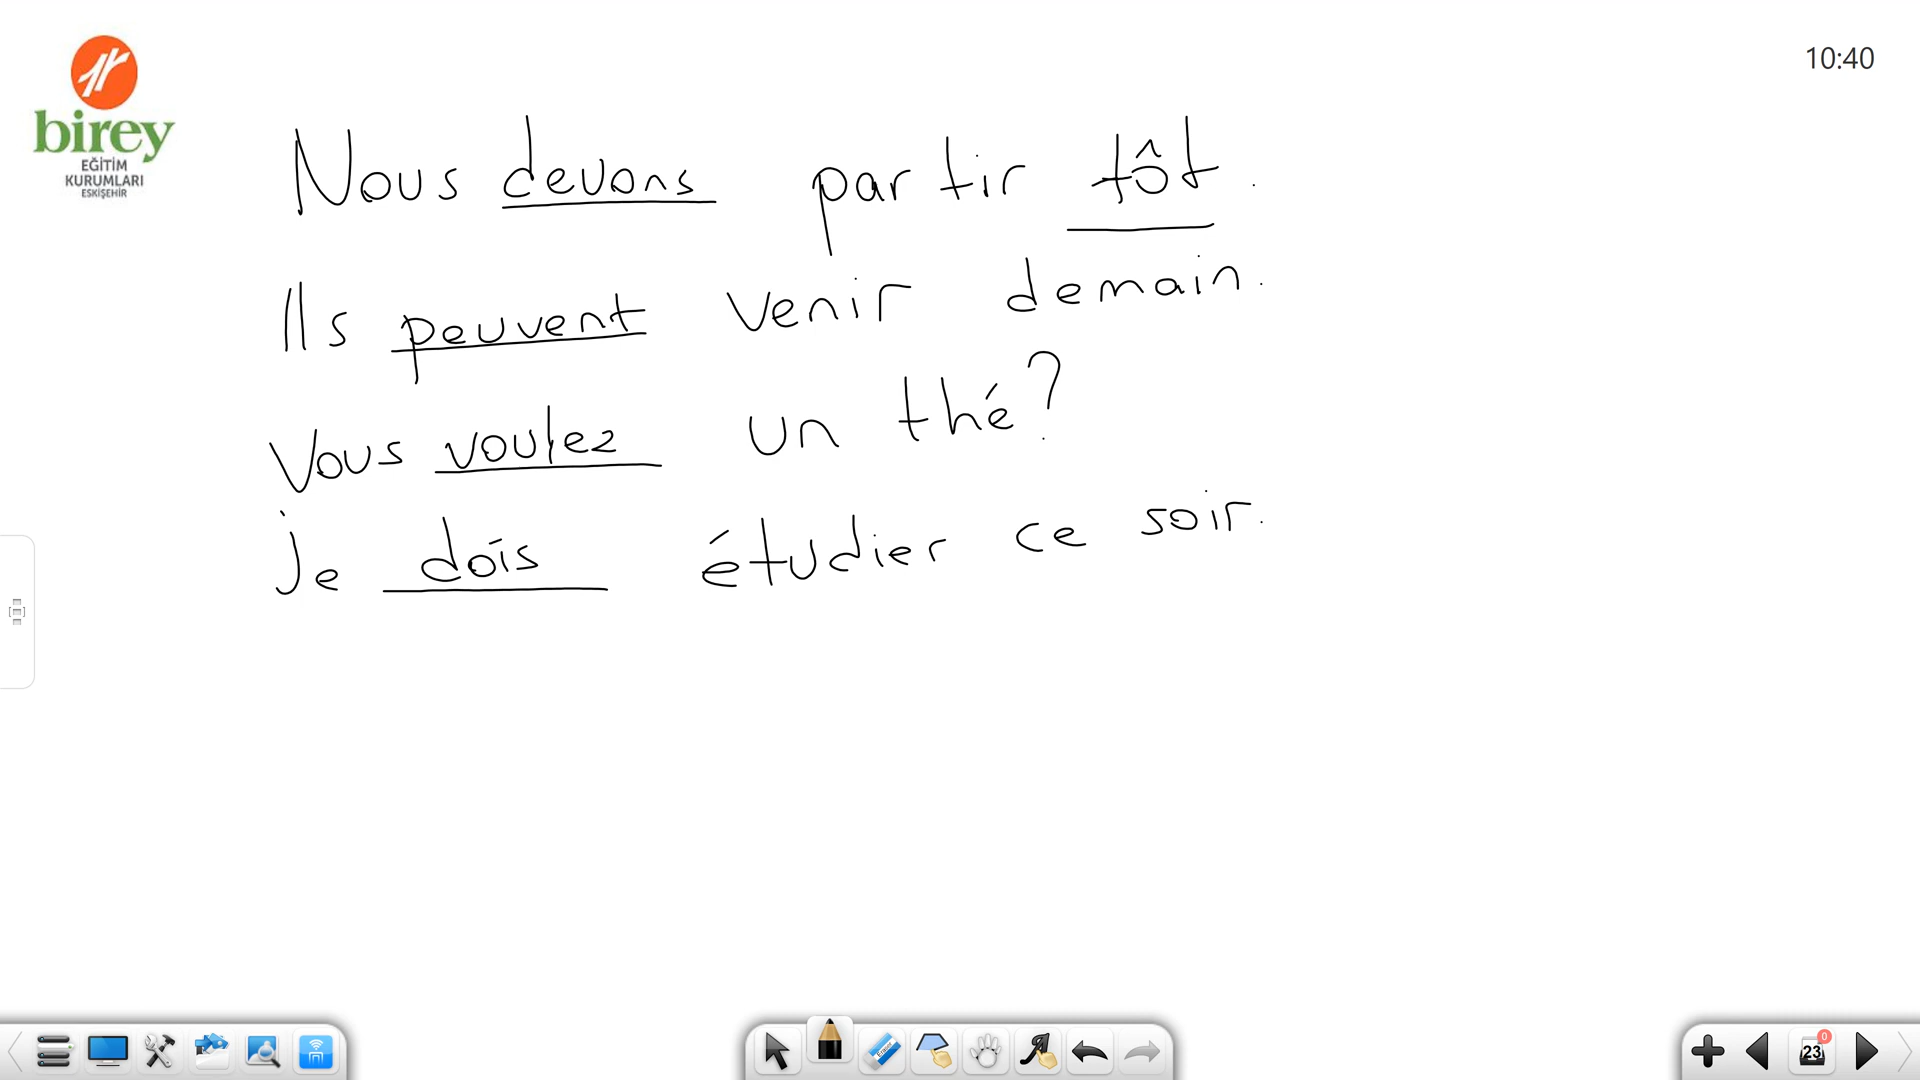 birey
EĞİTİM
KURUMLARI
ESKİŞEHİR
10:40
Nous devons partir tôt.
Ils peuvent venir demain.
Vous voulez un thé?
je dois étudier ce soir.
23
0